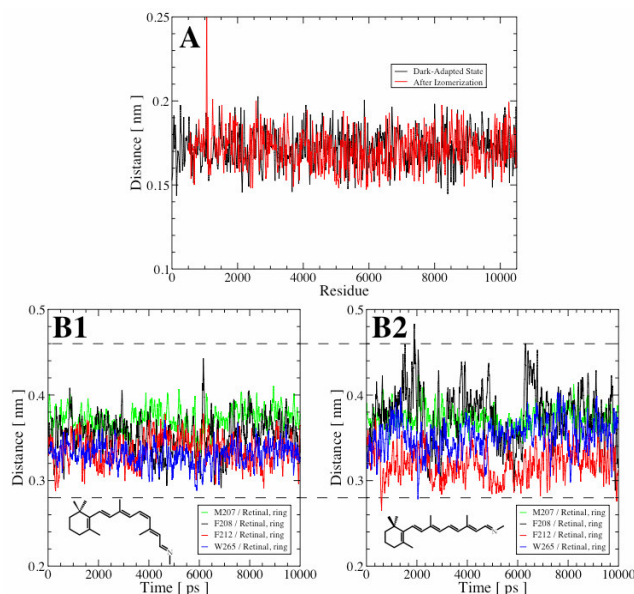 A
0.25
0.2
0.15
0.1
Distance [ nm ]
Dark-Adapted State
After Izomerization
0 2000 4000 6000 8000 10000
Residue
B1
0.5
0.4
0.3
0.2
Distance [ nm ]
M207 / Retinal, ring
F208 / Retinal, ring
F212 / Retinal, ring
W265 / Retinal, ring
N
0 2000 4000 6000 8000 10000
Time [ ps ]
B2
0.5
0.4
0.3
0.2
Distance [ nm ]
M207 / Retinal, ring
F208 / Retinal, ring
F212 / Retinal, ring
W265 / Retinal, ring
N
0 2000 4000 6000 8000 10000
Time [ ps ]